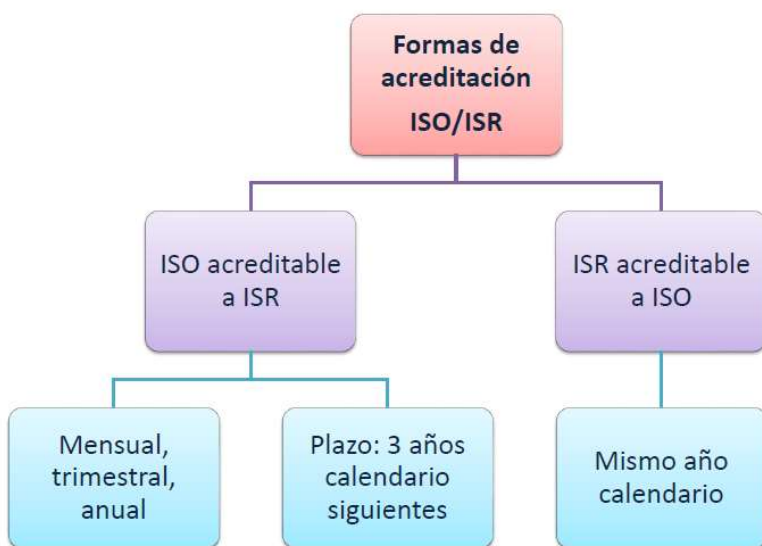 Formas de
acreditación
ISO/ISR
ISO acreditable
a ISR
ISR acreditable
a ISO
Mensual,
trimestral,
anual
Plazo: 3 años
calendario
siguientes
Mismo año
calendario